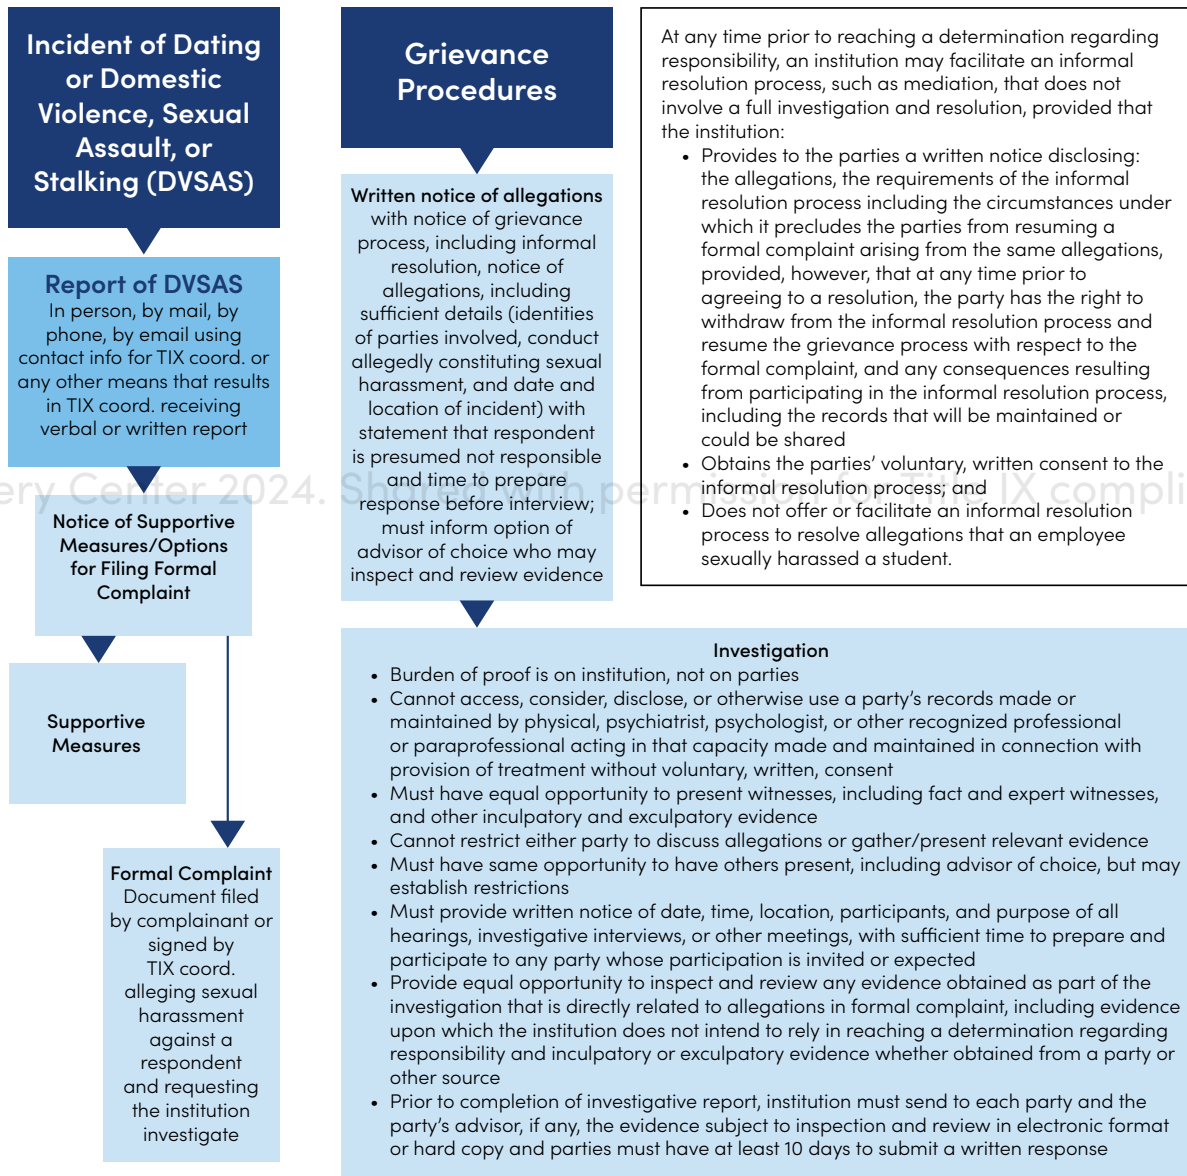 Incident of Dating
or Domestic
Violence, Sexual
Assault, or
Stalking (DVSAS)
Report of DVSAS
In person, by mail, by
phone, by email using
contact info for TIX coord. or
any other means that results
in TIX coord. receiving
verbal or written report
Notice of Supportive
Measures/Options
for Filing Formal
Complaint
Supportive
Measures
Formal Complaint
Document filed
by complainant or
signed by
TIX coord.
alleging sexual
harassment
against a
respondent
and requesting
the institution
investigate
Grievance
Procedures
Written notice of allegations
with notice of grievance
process, including informal
resolution, notice of
allegations, including
sufficient details (identities
of parties involved, conduct
allegedly constituting sexual
harassment, and date and
location of incident) with
statement that respondent
is presumed not responsible
and time to prepare
response before interview;
must inform option of
advisor of choice who may
inspect and review evidence
At any time prior to reaching a determination regarding
responsibility, an institution may facilitate an informal
resolution process, such as mediation, that does not
involve a full investigation and resolution, provided that
the institution:
• Provides to the parties a written notice disclosing:
the allegations, the requirements of the informal
resolution process including the circumstances under
which it precludes the parties from resuming a
formal complaint arising from the same allegations,
provided, however, that at any time prior to
agreeing to a resolution, the party has the right to
withdraw from the informal resolution process and
resume the grievance process with respect to the
formal complaint, and any consequences resulting
from participating in the informal resolution process,
including the records that will be maintained or
could be shared
• Obtains the parties' voluntary, written consent to the
informal resolution process; and
• Does not offer or facilitate an informal resolution
process to resolve allegations that an employee
sexually harassed a student.
Investigation
• Burden of proof is on institution, not on parties
• Cannot access, consider, disclose, or otherwise use a party's records made or
maintained by physical, psychiatrist, psychologist, or other recognized professional
or paraprofessional acting in that capacity made and maintained in connection with
provision of treatment without voluntary, written, consent
• Must have equal opportunity to present witnesses, including fact and expert witnesses,
and other inculpatory and exculpatory evidence
• Cannot restrict either party to discuss allegations or gather/present relevant evidence
• Must have same opportunity to have others present, including advisor of choice, but may
establish restrictions
• Must provide written notice of date, time, location, participants, and purpose of all
hearings, investigative interviews, or other meetings, with sufficient time to prepare and
participate to any party whose participation is invited or expected
• Provide equal opportunity to inspect and review any evidence obtained as part of the
investigation that is directly related to allegations in formal complaint, including evidence
upon which the institution does not intend to rely in reaching a determination regarding
responsibility and inculpatory or exculpatory evidence whether obtained from a party or
other source
• Prior to completion of investigative report, institution must send to each party and the
party's advisor, if any, the evidence subject to inspection and review in electronic format
or hard copy and parties must have at least 10 days to submit a written response
ery Center 2024. Shared with permission for Title IX compli